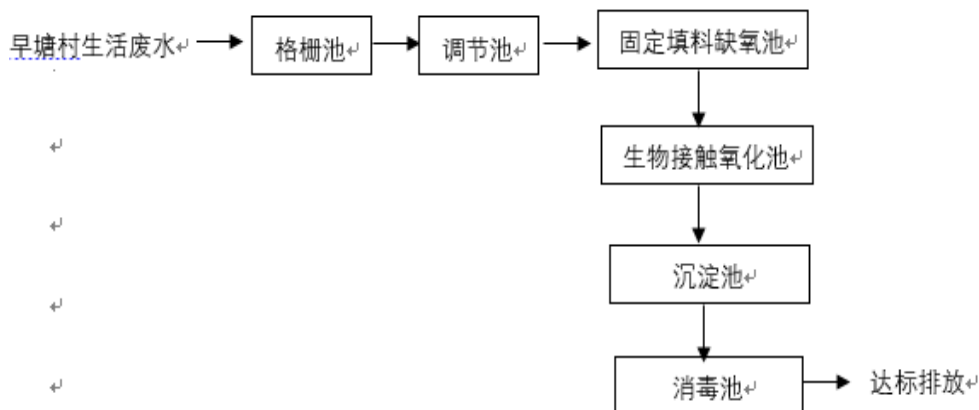 早塘村生活废水
格栅池
调节池
固定填料缺氧池
生物接触氧化池
沉淀池
消毒池
达标排放